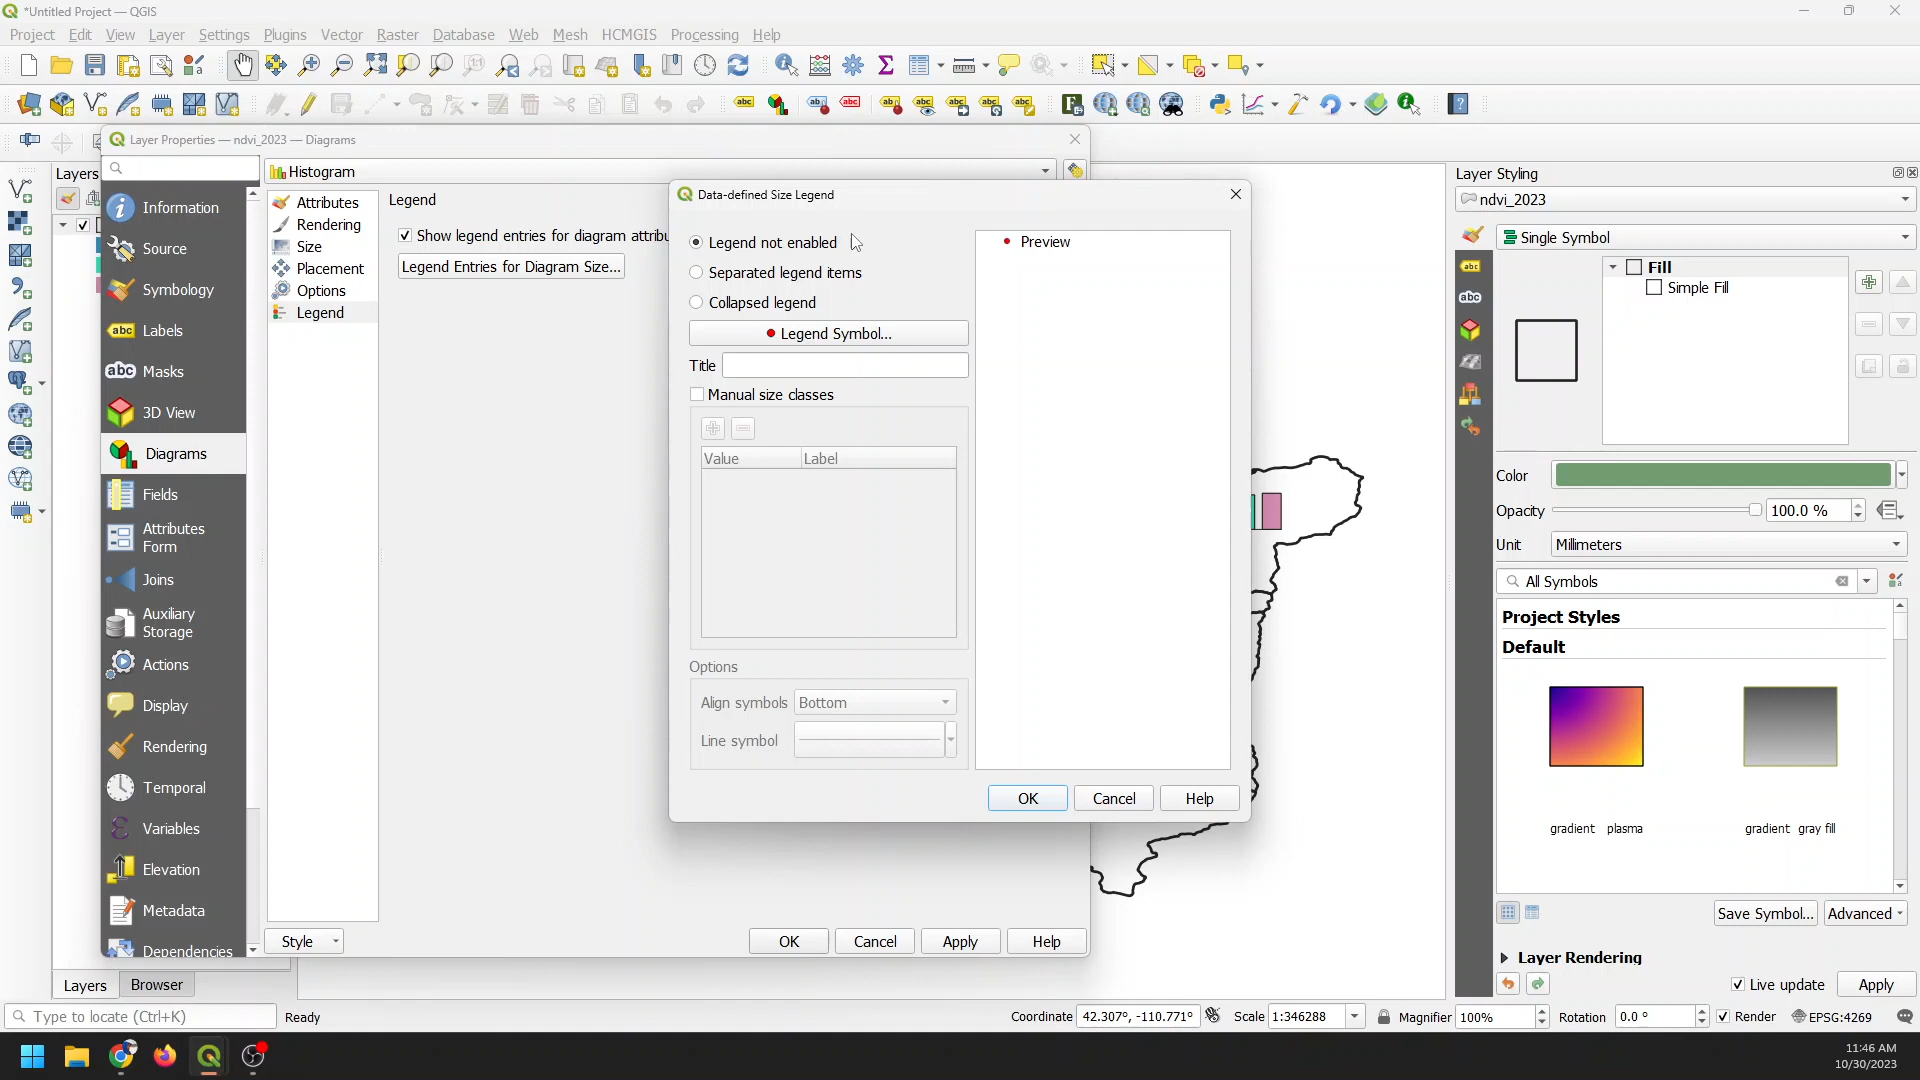 *Untitled Project — QGIS
Project Edit View Layer Settings Plugins Vector Raster Database Web Mesh HCMGIS Processing Help
Layer Properties — ndvi_2023 — Diagrams
Layers
Information
Source
Symbology
abc Labels
abc Masks
3D View
Diagrams
Fields
Attributes
Form
Joins
Auxiliary
Storage
Actions
Display
Rendering
Temporal
Variables
Elevation
Metadata
Dependencies
Histogram
Attributes
Rendering
Size
Placement
Options
Legend
Style
Legend
Show legend entries for diagram attribu
Legend Entries for Diagram Size...
OK Cancel Apply Help
Data-defined Size Legend
Legend not enabled
Separated legend items
Collapsed legend
Legend Symbol...
Title
Manual size classes
Value Label
Options
Align symbols Bottom
Line symbol
Preview
OK Cancel Help
Layer Styling
ndvi_2023
Single Symbol
Fill
Simple Fill
Color
Opacity 100.0 %
Unit Millimeters
All Symbols
Project Styles
Default
gradient plasma
gradient gray fill
Save Symbol... Advanced
Layer Rendering
Live update Apply
Layers Browser
Type to locate (Ctrl+K) Ready Coordinate 42.307°, -110.771° Scale 1:346288 Magnifier 100% Rotation 0.0 ° Render EPSG:4269
11:46 AM
10/30/2023